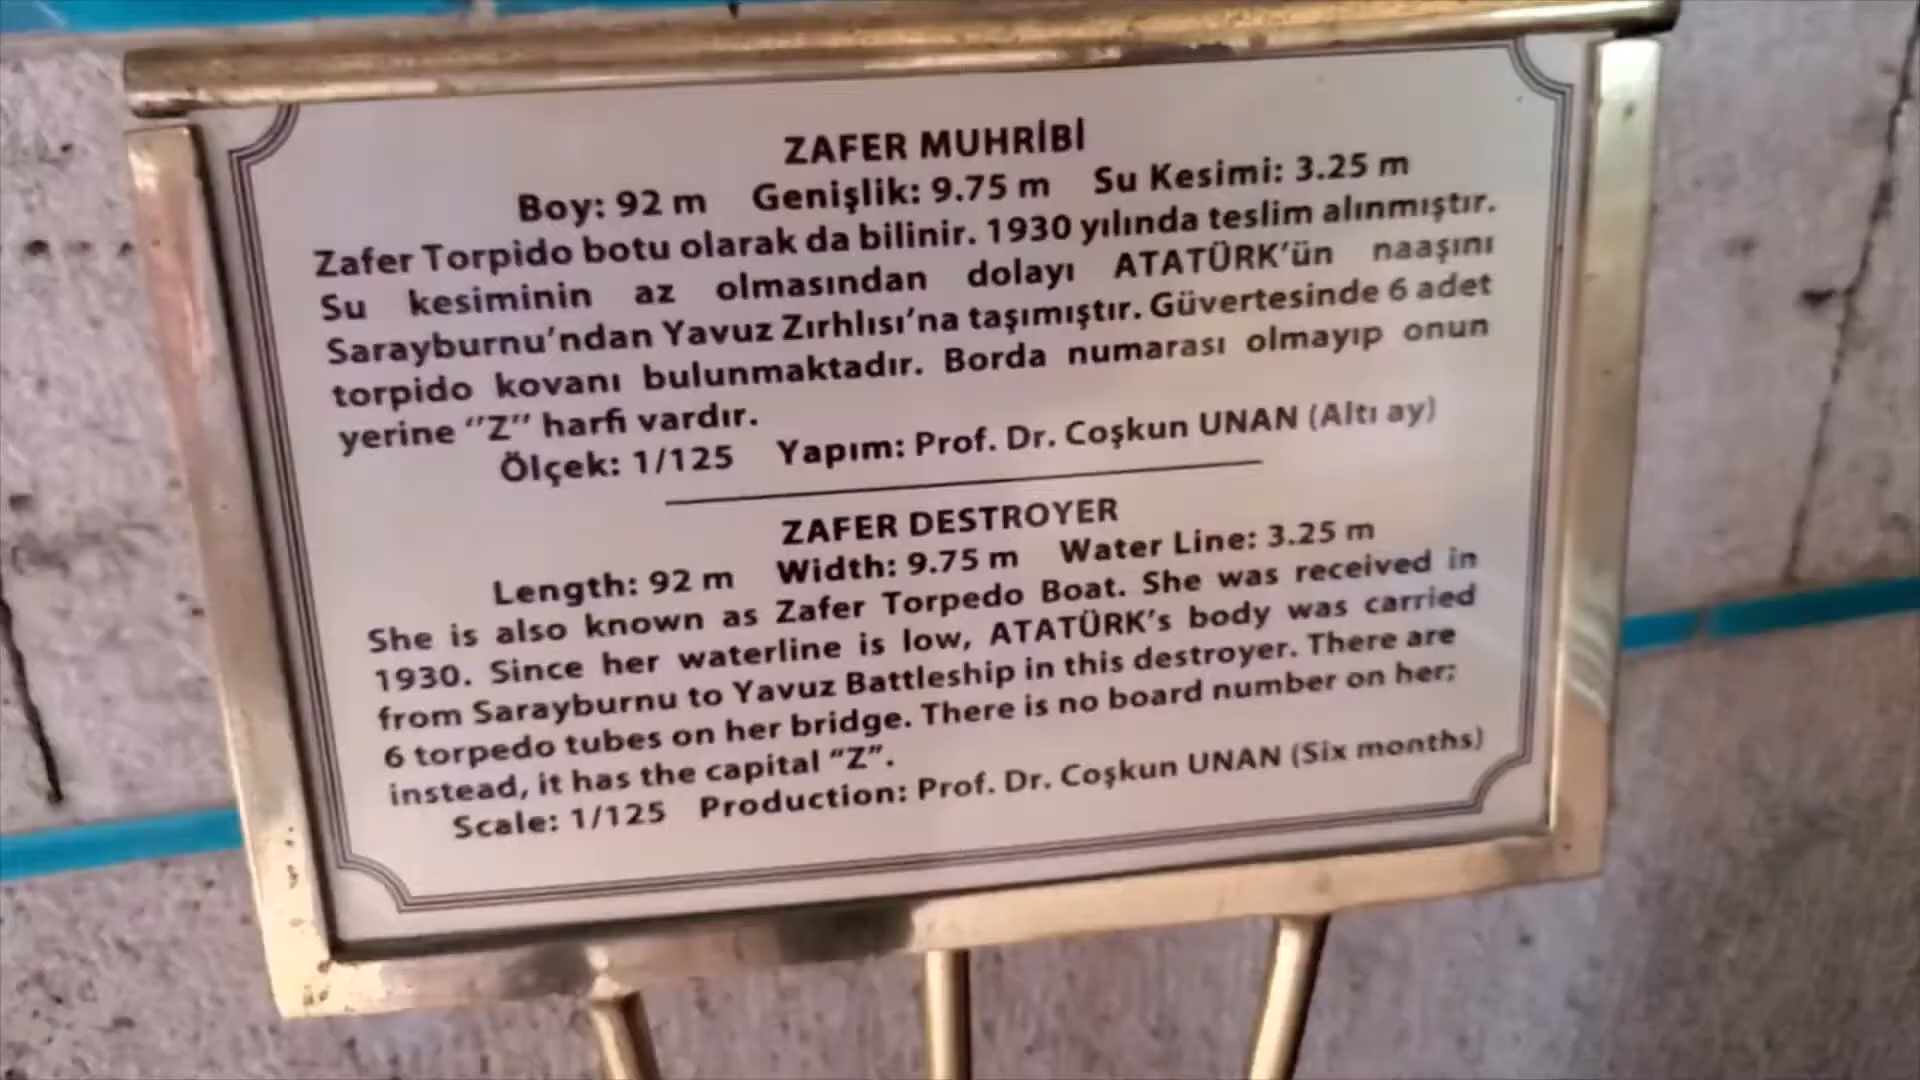 ZAFER MUHRİBİ
Boy: 92 m Genişlik: 9.75 m Su Kesimi: 3.25 m
Zafer Torpido botu olarak da bilinir. 1930 yılında teslim alınmıştır.
Su kesiminin az olmasından dolayı ATATÜRK'ün naaşını
Sarayburnu'ndan Yavuz Zırhlısı'na taşımıştır. Güvertesinde 6 adet
torpido kovanı bulunmaktadır. Borda numarası olmayıp onun
yerine ''Z'' harfi vardır.
Ölçek: 1/125 Yapım: Prof. Dr. Coşkun UNAN (Altı ay)
ZAFER DESTROYER
Length: 92 m Width: 9.75 m Water Line: 3.25 m
She is also known as Zafer Torpedo Boat. She was received in
1930. Since her waterline is low, ATATÜRK's body was carried
from Sarayburnu to Yavuz Battleship in this destroyer. There are
6 torpedo tubes on her bridge. There is no board number on her;
instead, it has the capital “Z”.
Scale: 1/125 Production: Prof. Dr. Coşkun UNAN (Six months)